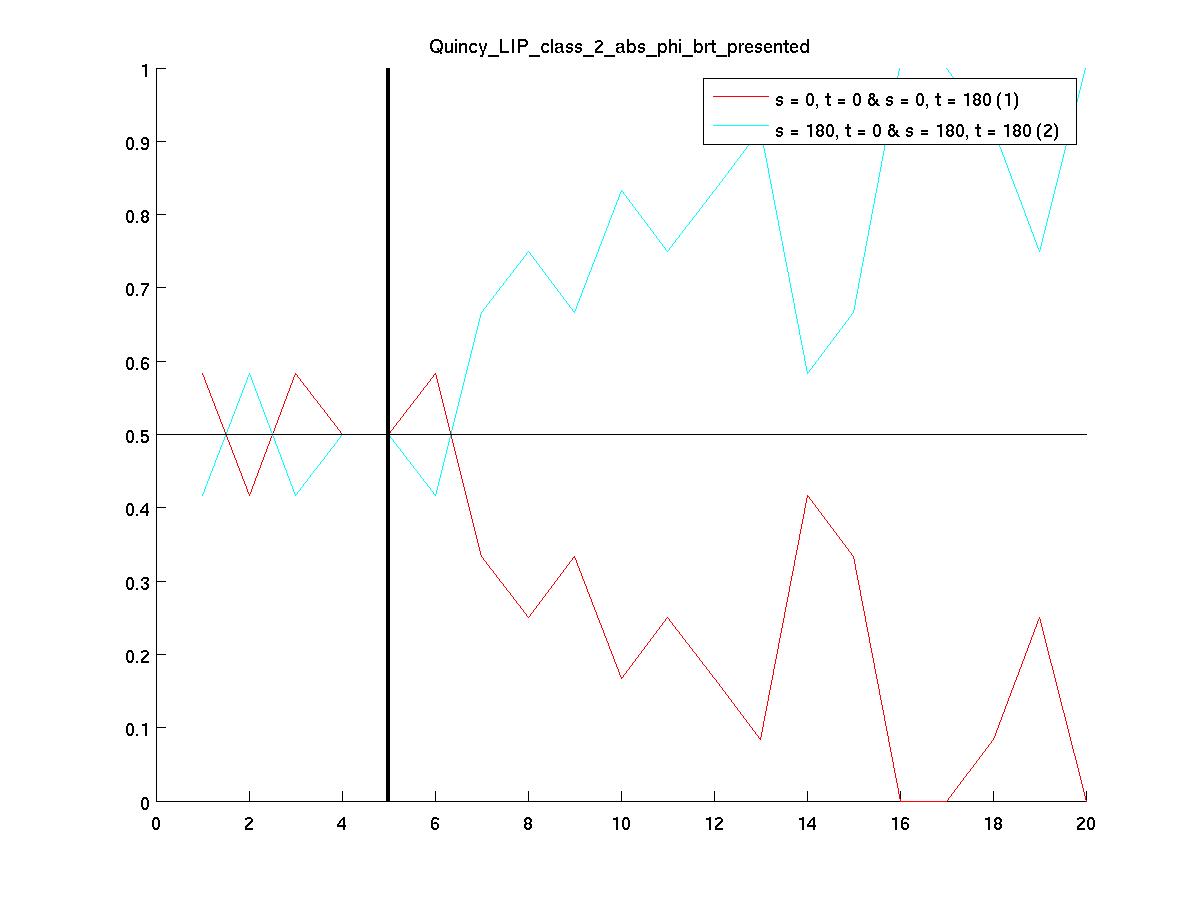 Quincy_LIP_class_2_abs_phi_brt_presented
s = 0, t = 0 & s = 0, t = 180 (1)
s = 180, t = 0 & s = 180, t = 180 (2)
1
0.9
0.8
0.7
0.6
0.5
0.4
0.3
0.2
0.1
0
0 2 4 6 8 10 12 14 16 18 20